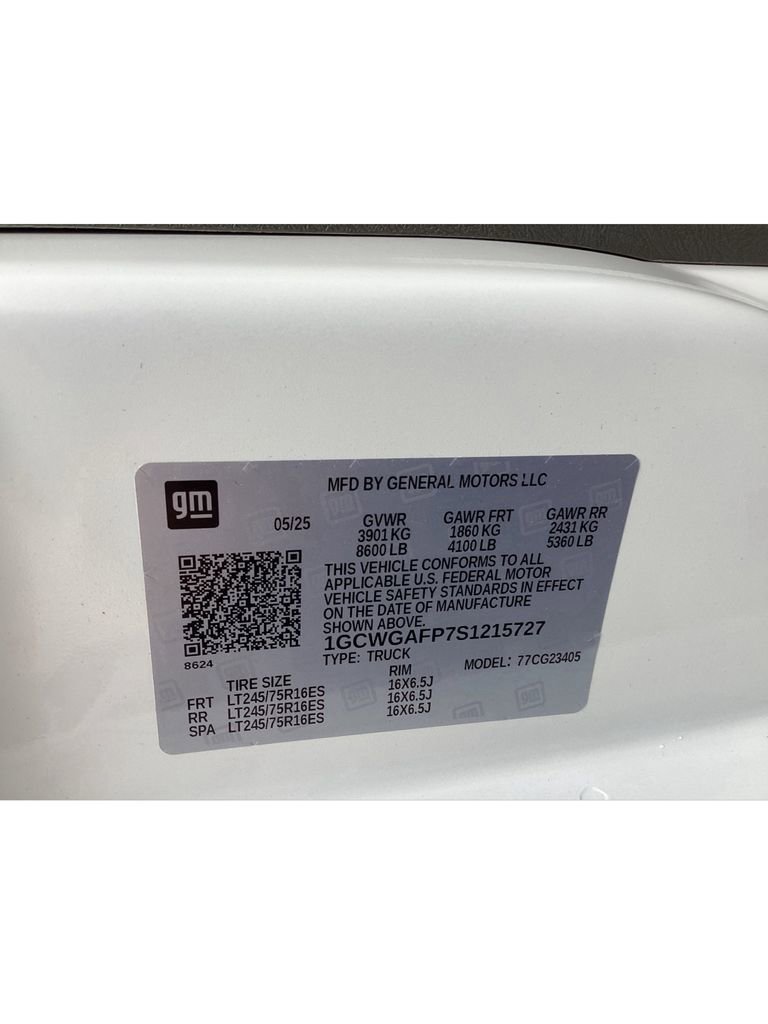 gm
MFD BY GENERAL MOTORS LLC
05/25 GVWR GAWR FRT GAWR RR
3901 KG 1860 KG 2431 KG
8600 LB 4100 LB 5360 LB
THIS VEHICLE CONFORMS TO ALL
APPLICABLE U.S. FEDERAL MOTOR
VEHICLE SAFETY STANDARDS IN EFFECT
ON THE DATE OF MANUFACTURE
SHOWN ABOVE.
1GCWGAFP7S1215727
8624
TYPE: TRUCK MODEL: 77CG23405
TIRE SIZE RIM
FRT LT245/75R16ES 16X6.5J
RR LT245/75R16ES 16X6.5J
SPA LT245/75R16ES 16X6.5J